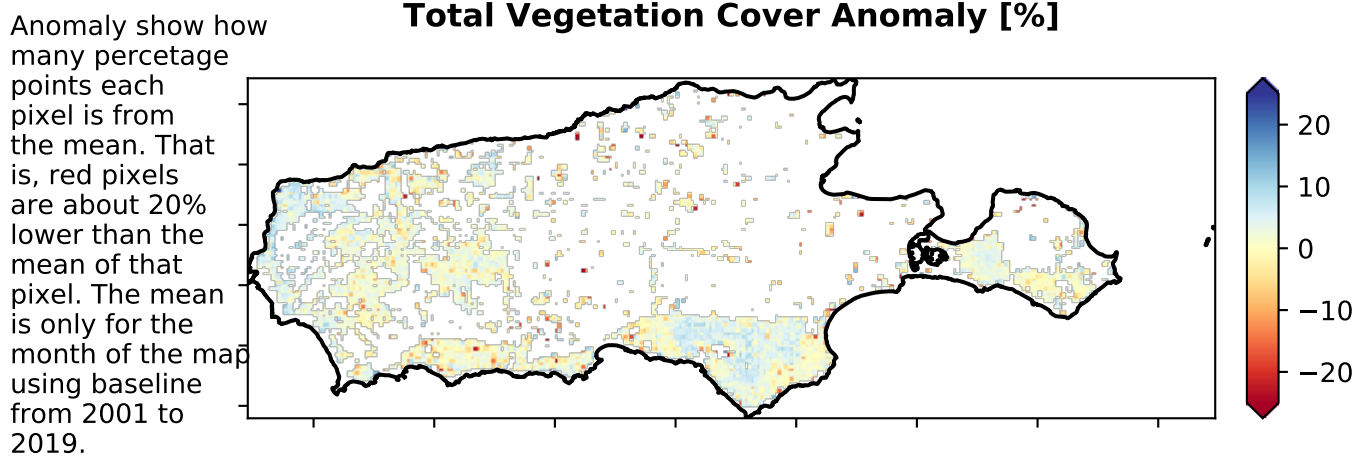 Total Vegetation Cover Anomaly [%]
Anomaly show how
many percetage
points each
pixel is from
the mean. That
is, red pixels
are about 20%
lower than the
mean of that
pixel. The mean
is only for the
month of the map
using baseline
from 2001 to
2019.
20
10
0
−10
−20